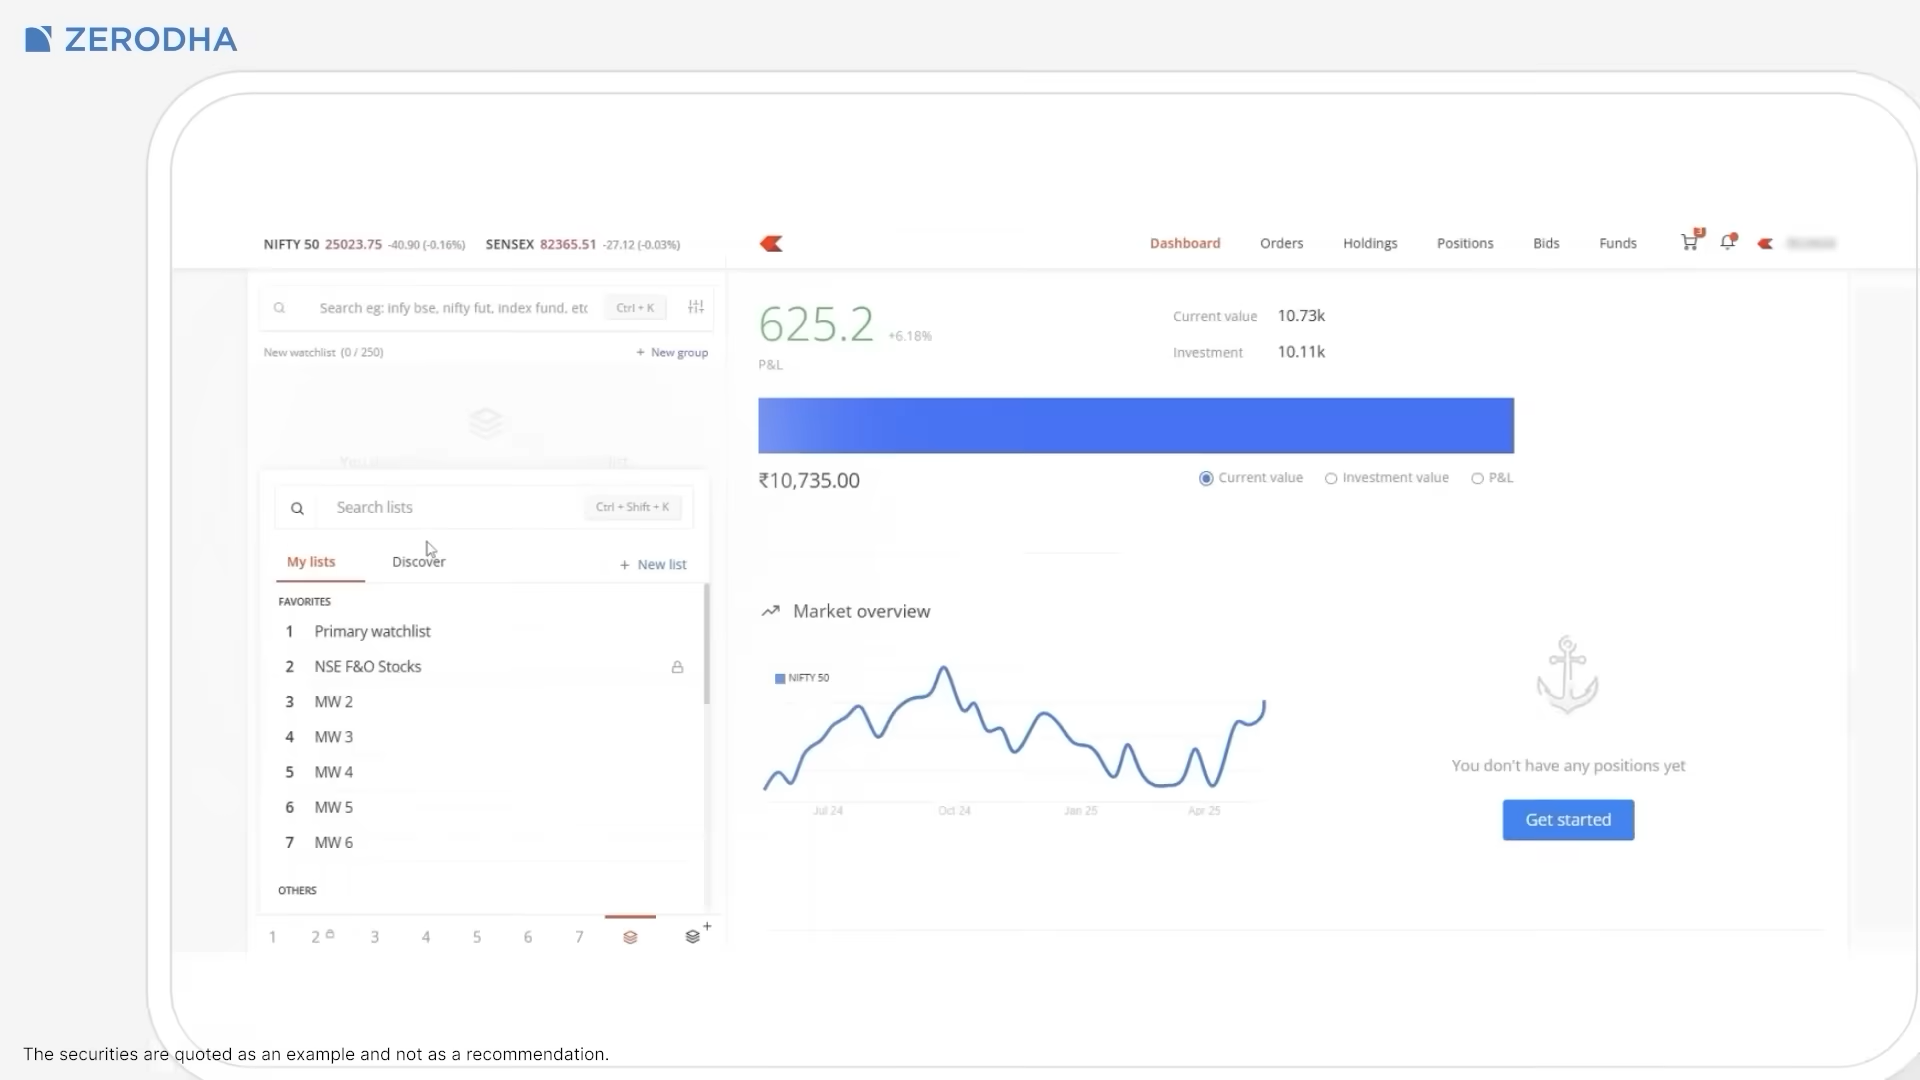 ZERODHA
NIFTY 50 25023.75 -40.90 (-0.16%) SENSEX 82365.51 -27.12 (-0.03%)
Dashboard Orders Holdings Positions Bids Funds 3
Search eg: infy bse, nifty fut, index fund, etc Ctrl + K
New watchlist (0 / 250) + New group
625.2 +6.18%
P&L
Current value 10.73k
Investment 10.11k
₹10,735.00
Current value Investment value P&L
Search lists Ctrl + Shift + K
My lists Discover + New list
FAVORITES
1 Primary watchlist
2 NSE F&O Stocks
3 MW 2
4 MW 3
5 MW 4
6 MW 5
7 MW 6
OTHERS
1 2 3 4 5 6 7
Market overview
NIFTY 50
Jul 24 Oct 24 Jan 25 Apr 25
You don't have any positions yet
Get started
The securities are quoted as an example and not as a recommendation.